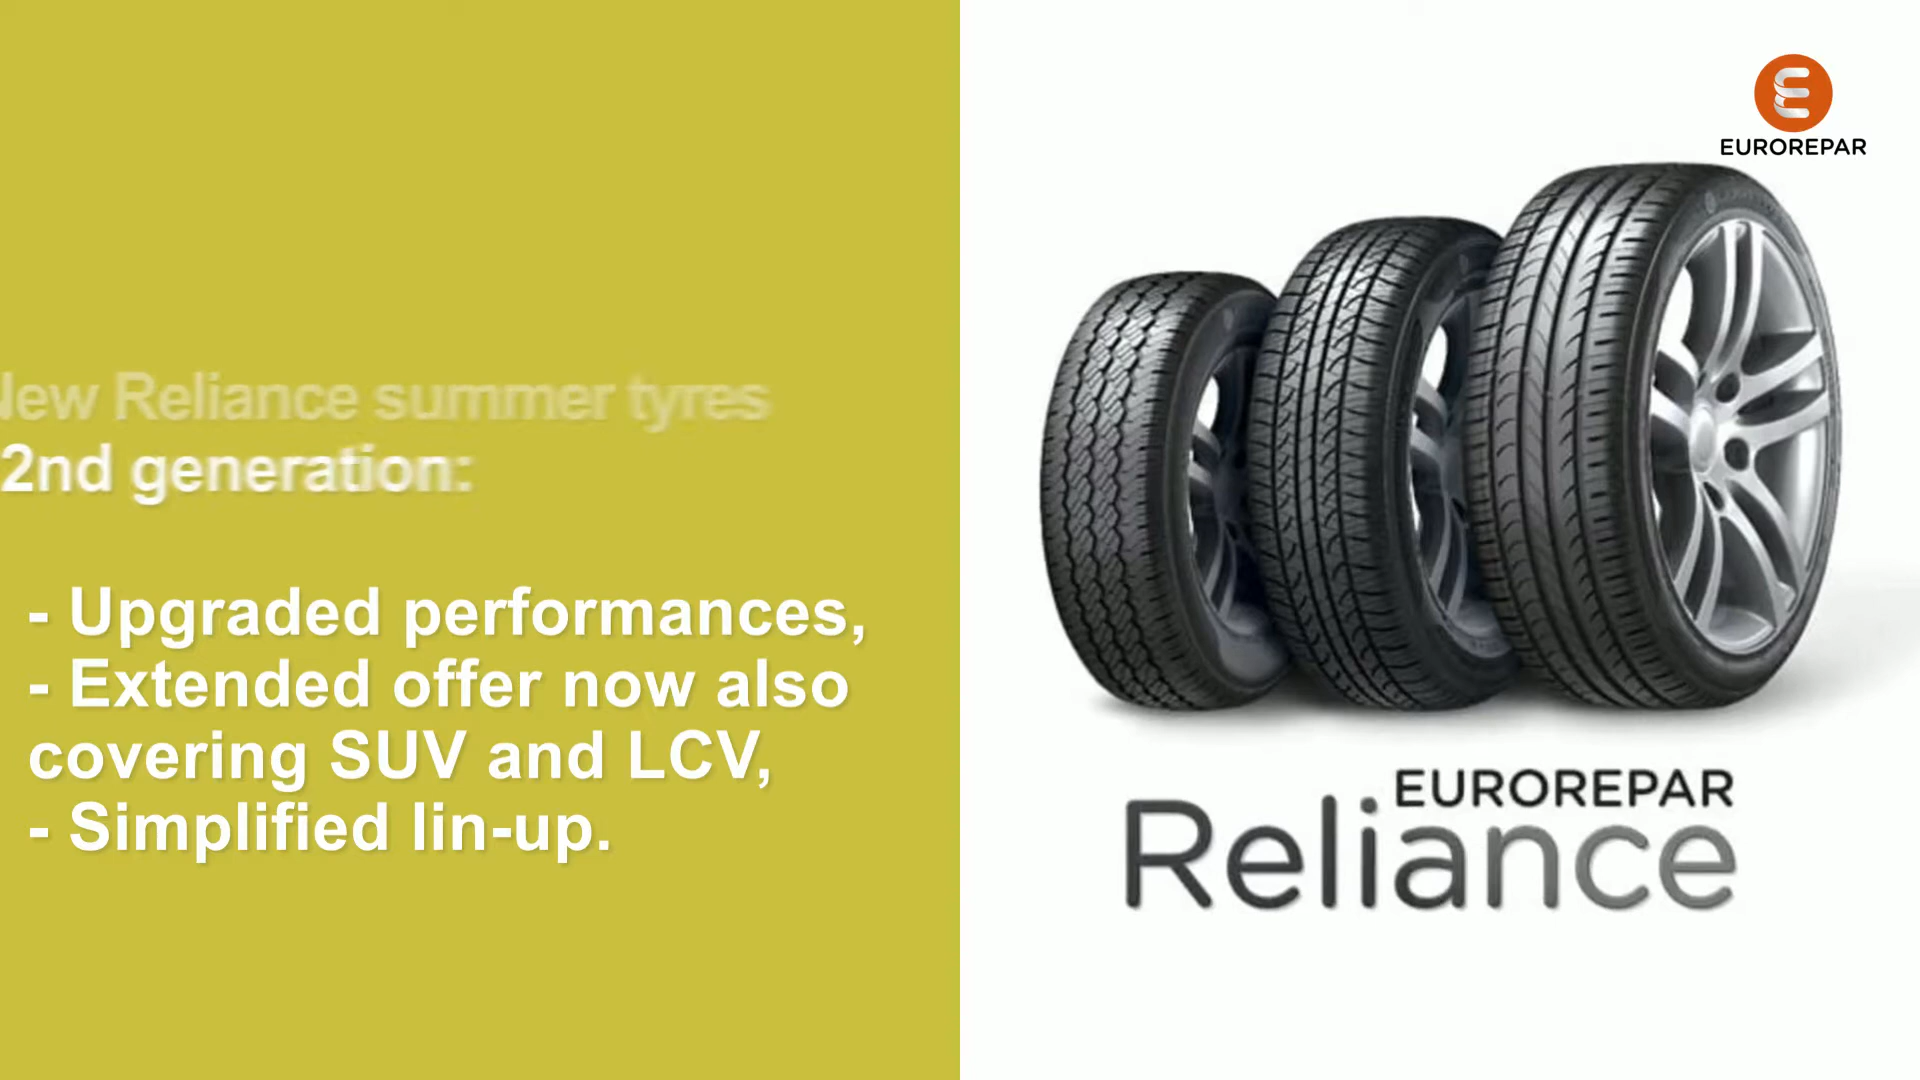 New Reliance summer tyres
2nd generation:
- Upgraded performances,
- Extended offer now also
covering SUV and LCV,
- Simplified lin-up.
EUROREPAR
EUROREPAR
Reliance